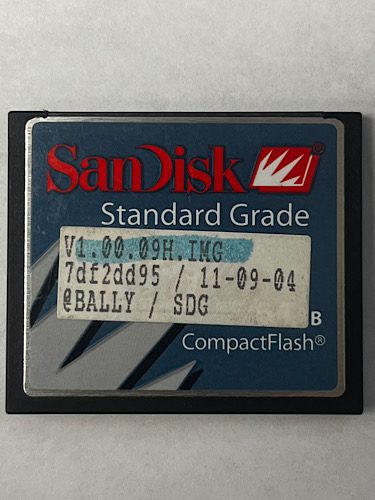 SanDisk®
Standard Grade
V1.00.09H.IMG
7df2dd95 / 11-09-04
@BALLY / SDG
B
CompactFlash®